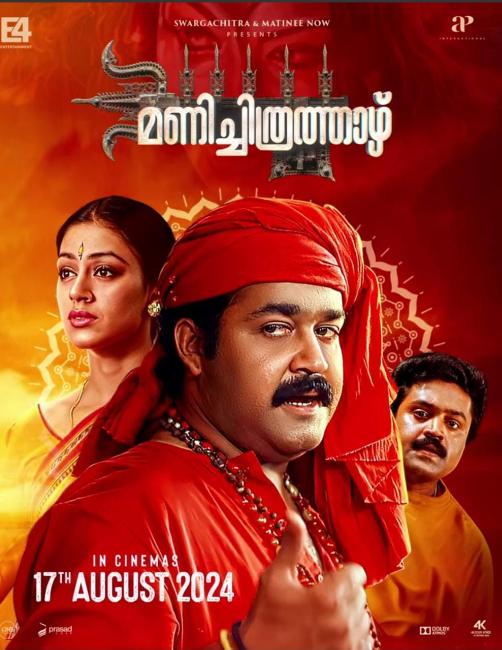 E4
ENTERTAINMENT
SWARGACHITRA & MATINEE NOW
PRESENTS
ap
INTERNATIONAL
മണിച്ചിത്രത്താഴ്
IN CINEMAS
17TH AUGUST 2024
prasad
DOLBY
ATMOS
4K